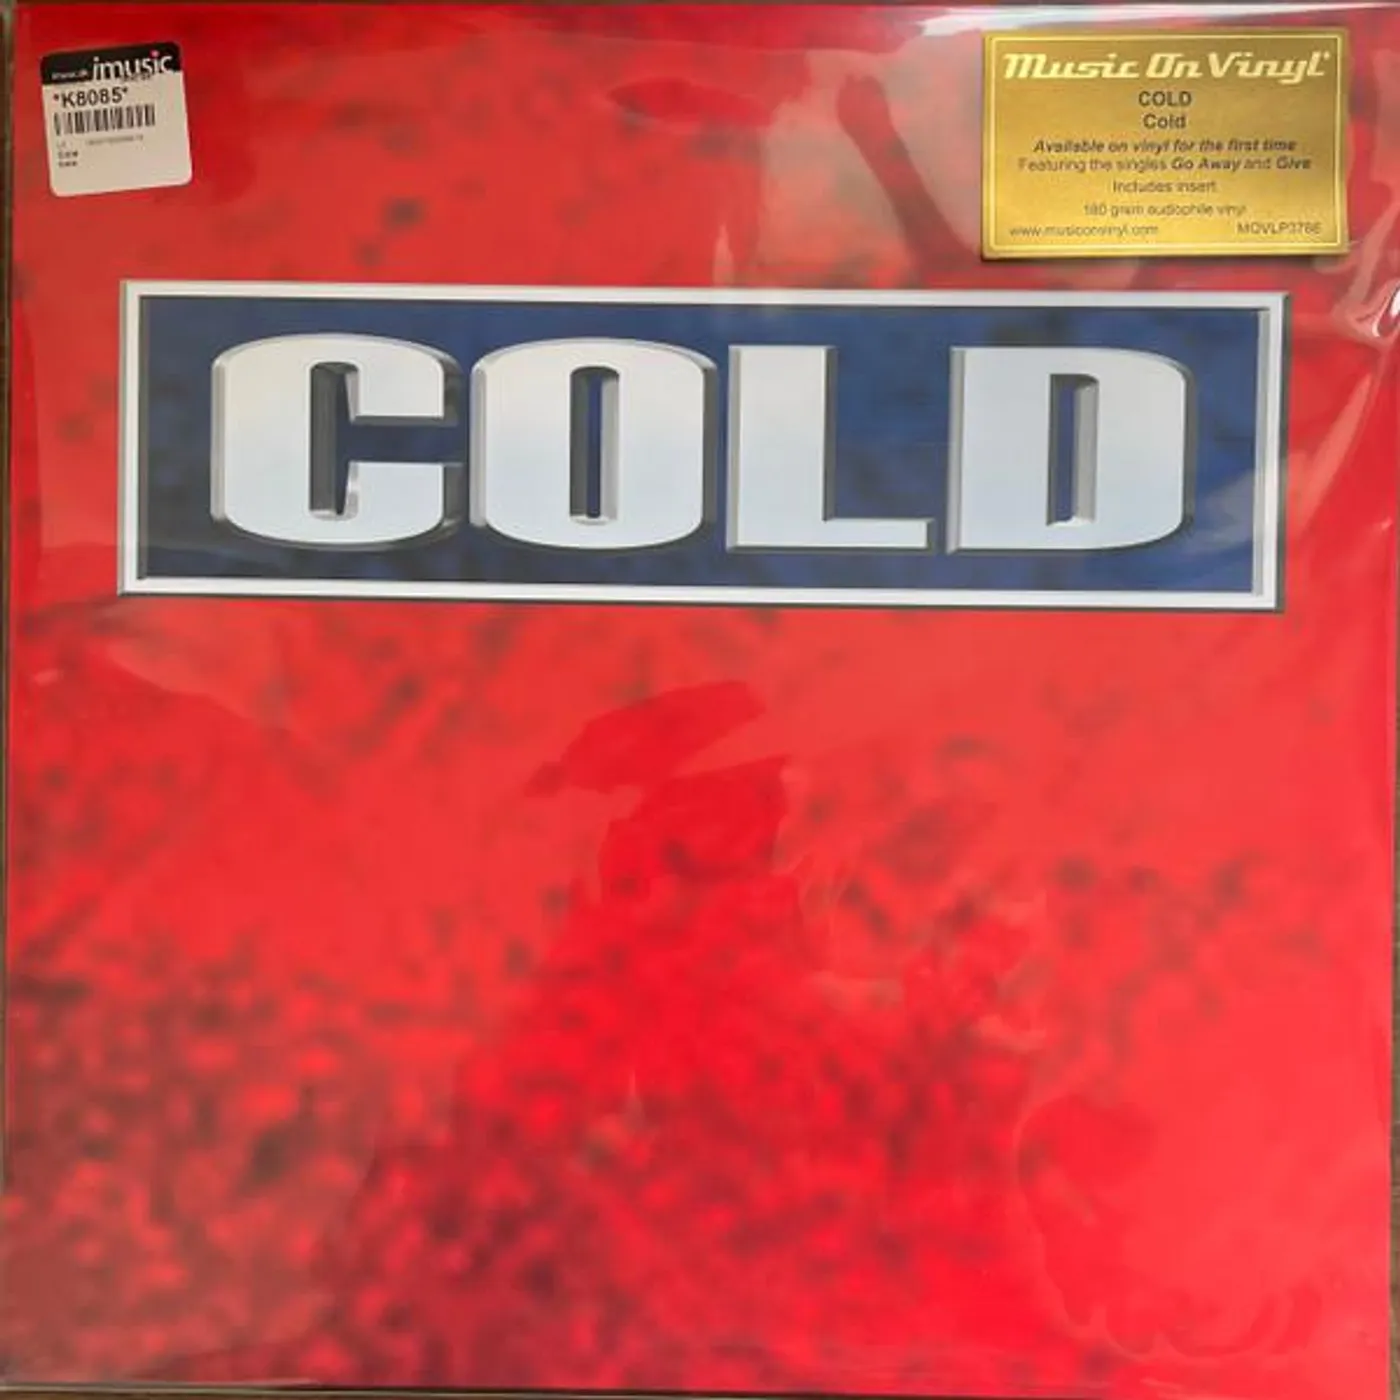 imusic
*K8085*
Music On Vinyl
COLD
Cold
Available on vinyl for the first time
Featuring the singles Go Away and Give
Includes insert
180 gram audiophile vinyl
www.musiconvinyl.com MOVLP3786
COLD